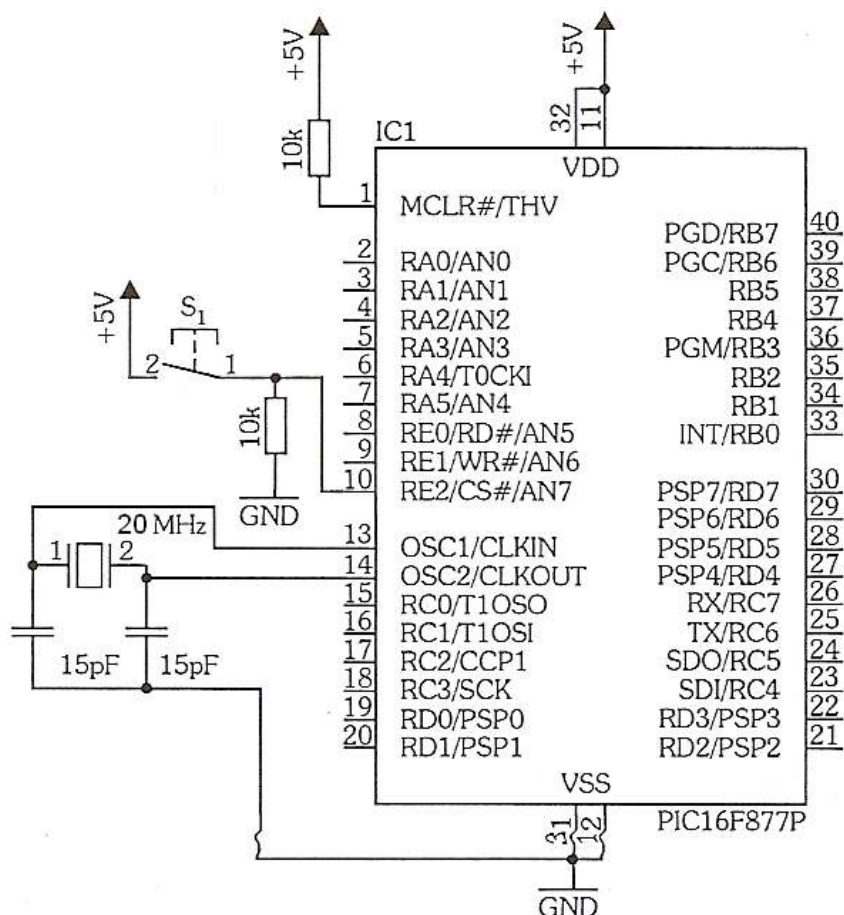 +5V
+5V
10k
IC1
32
11
VDD
1
MCLR#/THV
PGD/RB7
40
2
RA0/AN0
PGC/RB6
39
3
RA1/AN1
RB5
38
4
RA2/AN2
RB4
37
5
RA3/AN3
PGM/RB3
36
6
RA4/T0CKI
RB2
35
7
RA5/AN4
RB1
34
8
RE0/RD#/AN5
INT/RB0
33
9
RE1/WR#/AN6
10
RE2/CS#/AN7
PSP7/RD7
30
PSP6/RD6
29
13
OSC1/CLKIN
PSP5/RD5
28
14
OSC2/CLKOUT
PSP4/RD4
27
15
RC0/T1OSO
RX/RC7
26
16
RC1/T1OSI
TX/RC6
25
17
RC2/CCP1
SDO/RC5
24
18
RC3/SCK
SDI/RC4
23
19
RD0/PSP0
RD3/PSP3
22
20
RD1/PSP1
RD2/PSP2
21
VSS
31
12
PIC16F877P
GND
+5V
S1
2
1
10k
GND
20 MHz
1
2
15pF
15pF